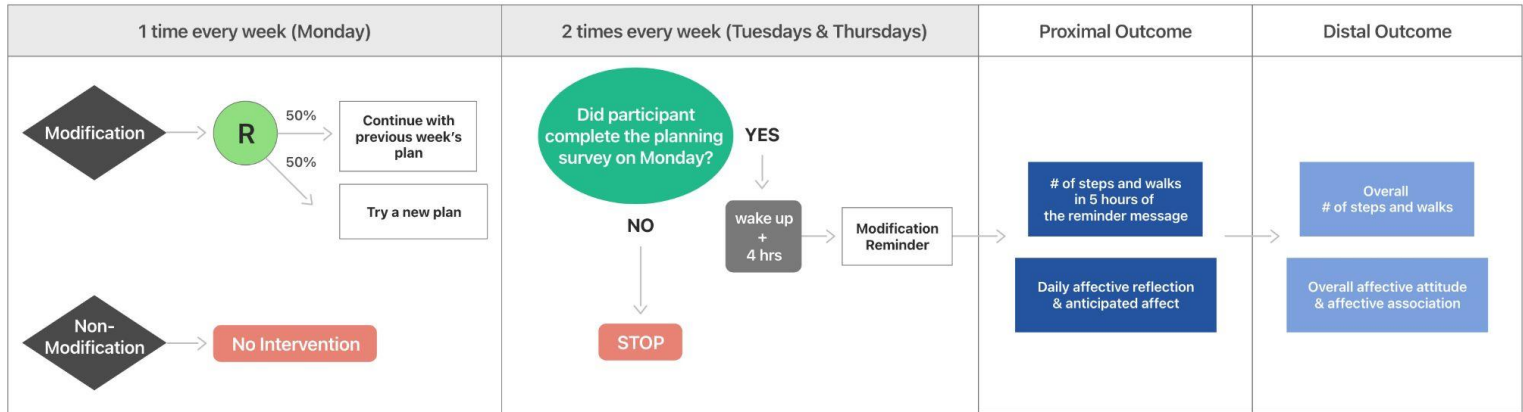 1 time every week (Monday)
2 times every week (Tuesdays & Thursdays)
Proximal Outcome
Distal Outcome
Modification
R
50%
50%
Continue with
previous week's
plan
Try a new plan
Non-
Modification
No Intervention
Did participant
complete the planning
survey on Monday?
YES
NO
STOP
wake up
+
4 hrs
Modification
Reminder
# of steps and walks
in 5 hours of
the reminder message
Daily affective reflection
& anticipated affect
Overall
# of steps and walks
Overall affective attitude
& affective association